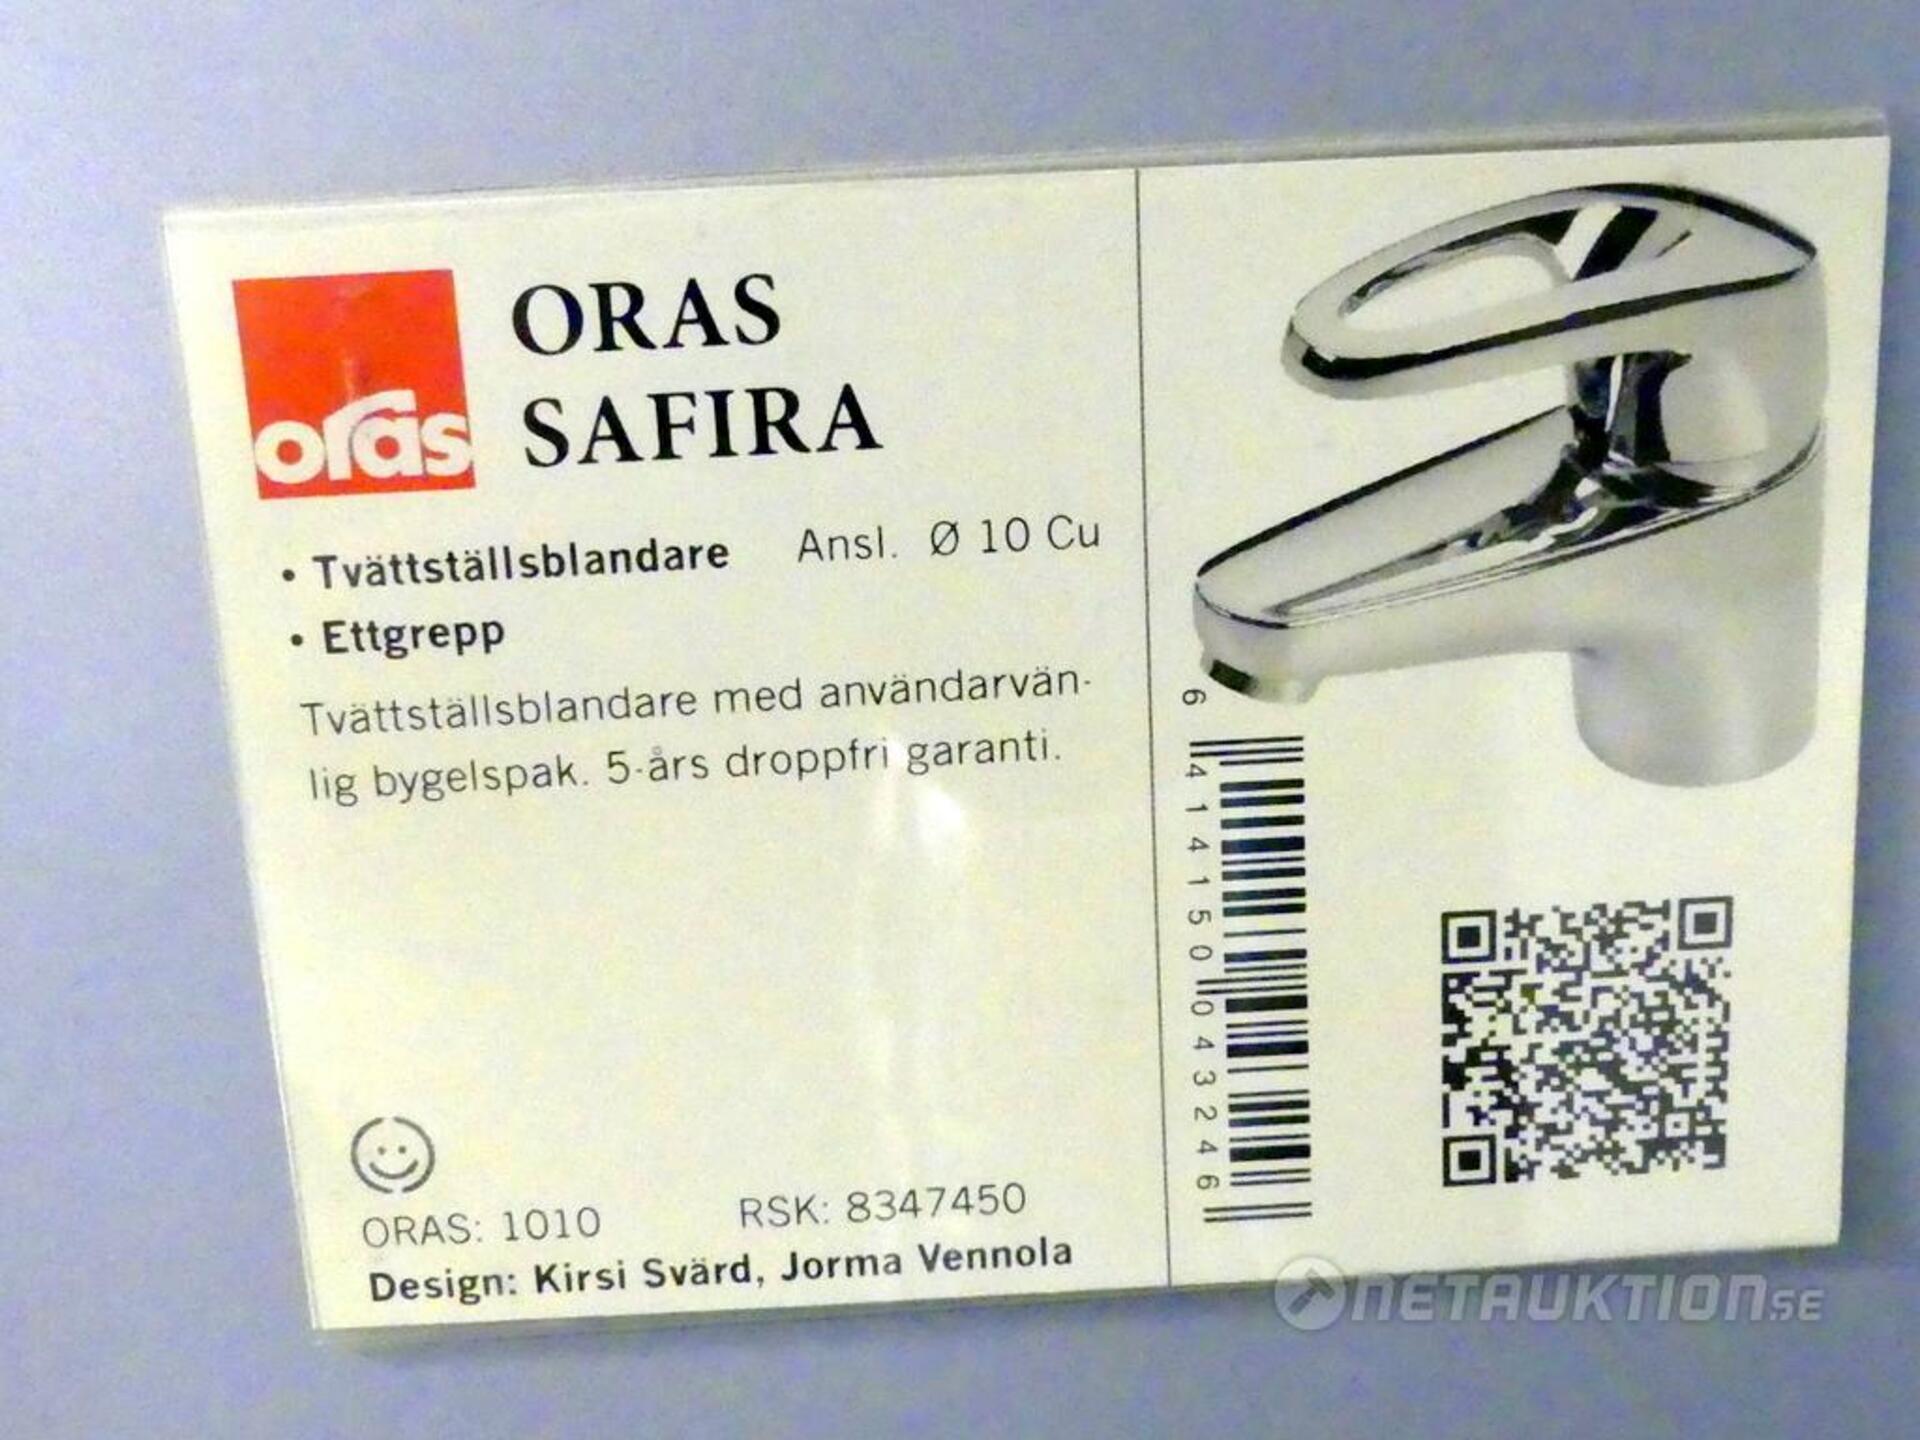 oras
ORAS
SAFIRA
• Tvättställsblandare Ansl. Ø 10 Cu
• Ettgrepp
Tvättställsblandare med användarvän-
lig bygelspak. 5-års droppfri garanti.
ORAS: 1010 RSK: 8347450
Design: Kirsi Svärd, Jorma Vennola
6 414150 043246
NETAUKTION.SE